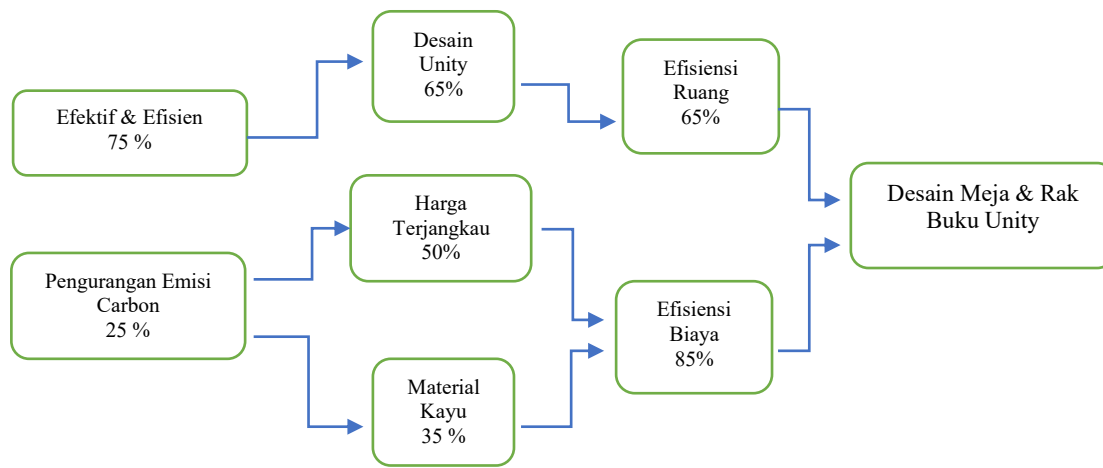 Desain
Unity
65%
Efisiensi
Ruang
65%
Efektif & Efisien
75 %
Desain Meja & Rak
Buku Unity
Harga
Terjangkau
50%
Pengurangan Emisi
Carbon
25 %
Efisiensi
Biaya
85%
Material
Kayu
35 %